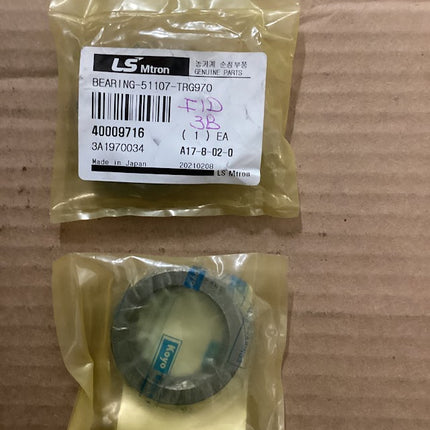 LS Mtron
농기계 순정부품
GENUINE PARTS
BEARING-51107-TRG970
F1D
3B
40009716
( 1 ) EA
3A1970034
A17-8-02-0
Made in Japan
20210208
LS Mtron
Koyo